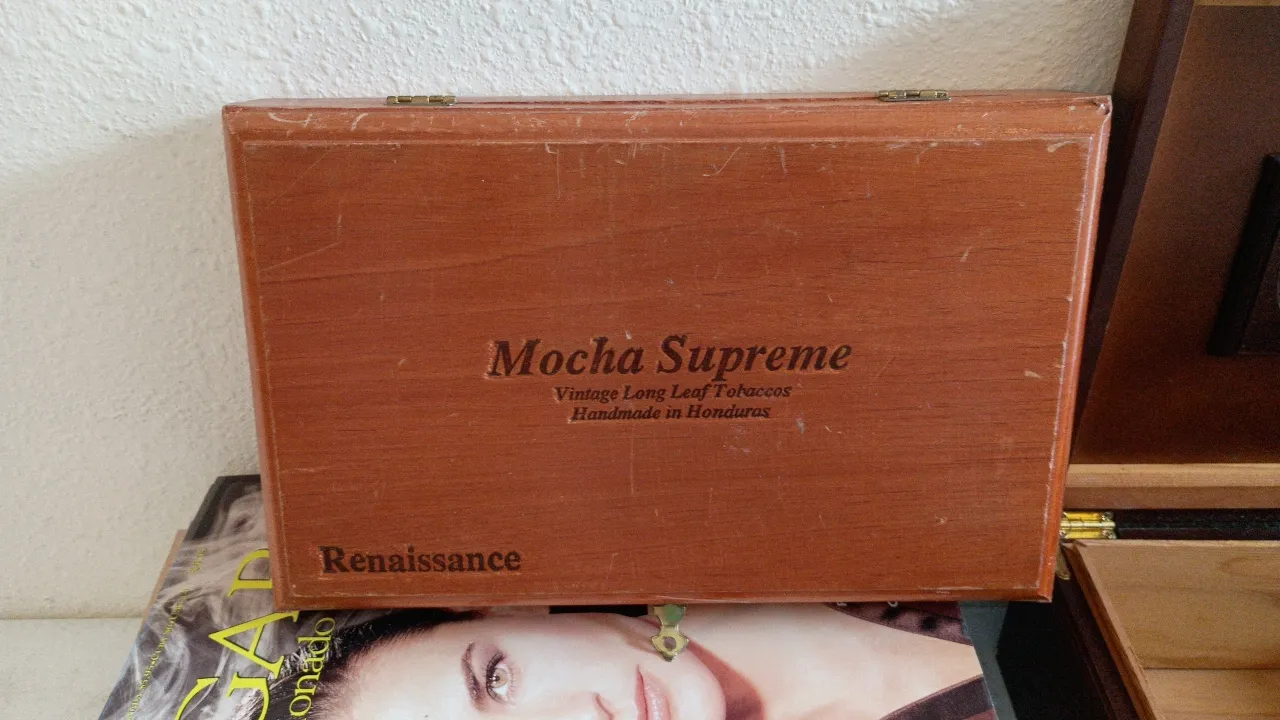 Mocha Supreme
Vintage Long Leaf Tobaccos
Handmade in Honduras
Renaissance